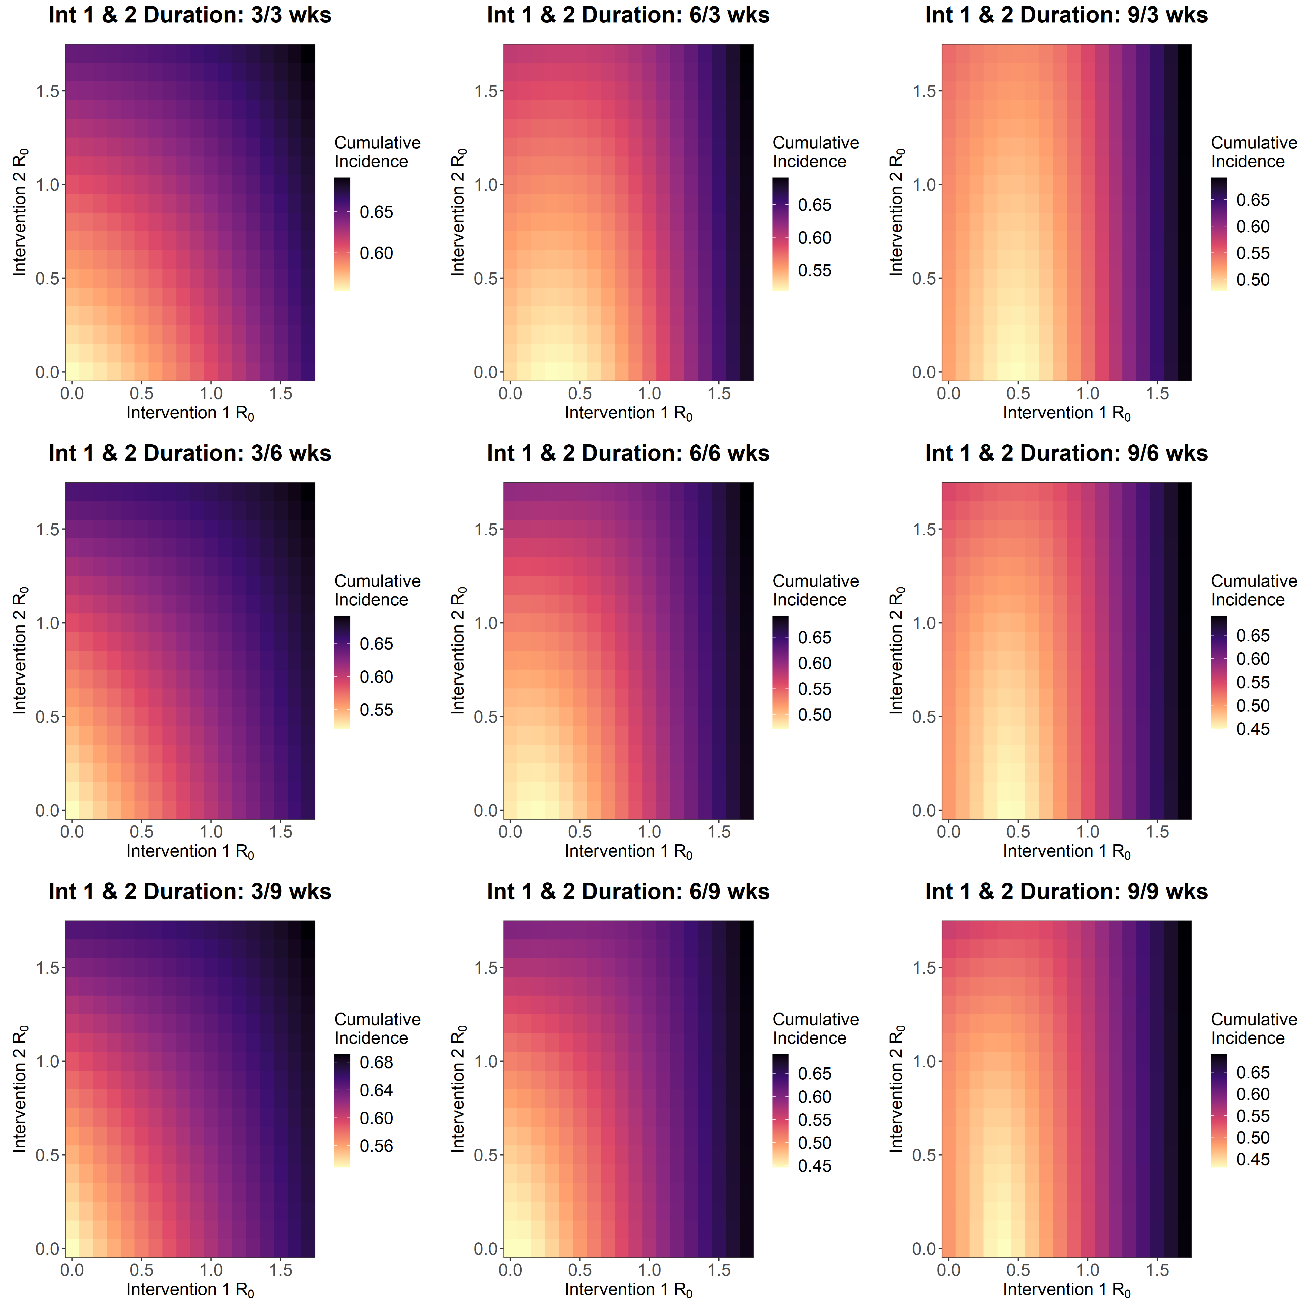 Int 1 & 2 Duration: 3/3 wks
Intervention 2 R0
1.5
1.0
0.5
0.0
0.0 0.5 1.0 1.5
Intervention 1 R0
Cumulative
Incidence
0.65
0.60
Int 1 & 2 Duration: 6/3 wks
Intervention 2 R0
1.5
1.0
0.5
0.0
0.0 0.5 1.0 1.5
Intervention 1 R0
Cumulative
Incidence
0.65
0.60
0.55
Int 1 & 2 Duration: 9/3 wks
Intervention 2 R0
1.5
1.0
0.5
0.0
0.0 0.5 1.0 1.5
Intervention 1 R0
Cumulative
Incidence
0.65
0.60
0.55
0.50
Int 1 & 2 Duration: 3/6 wks
Intervention 2 R0
1.5
1.0
0.5
0.0
0.0 0.5 1.0 1.5
Intervention 1 R0
Cumulative
Incidence
0.65
0.60
0.55
Int 1 & 2 Duration: 6/6 wks
Intervention 2 R0
1.5
1.0
0.5
0.0
0.0 0.5 1.0 1.5
Intervention 1 R0
Cumulative
Incidence
0.65
0.60
0.55
0.50
Int 1 & 2 Duration: 9/6 wks
Intervention 2 R0
1.5
1.0
0.5
0.0
0.0 0.5 1.0 1.5
Intervention 1 R0
Cumulative
Incidence
0.65
0.60
0.55
0.50
0.45
Int 1 & 2 Duration: 3/9 wks
Intervention 2 R0
1.5
1.0
0.5
0.0
0.0 0.5 1.0 1.5
Intervention 1 R0
Cumulative
Incidence
0.68
0.64
0.60
0.56
Int 1 & 2 Duration: 6/9 wks
Intervention 2 R0
1.5
1.0
0.5
0.0
0.0 0.5 1.0 1.5
Intervention 1 R0
Cumulative
Incidence
0.65
0.60
0.55
0.50
0.45
Int 1 & 2 Duration: 9/9 wks
Intervention 2 R0
1.5
1.0
0.5
0.0
0.0 0.5 1.0 1.5
Intervention 1 R0
Cumulative
Incidence
0.65
0.60
0.55
0.50
0.45